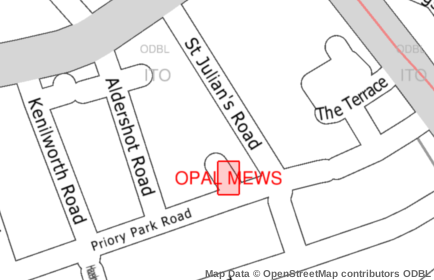 ODBL
ITO
ODBL
ITO
St Julian's Road
Aldershot Road
Kenilworth Road
The Terrace
OPAL MEWS
Priory Park Road
Map Data © OpenStreetMap contributors ODBL